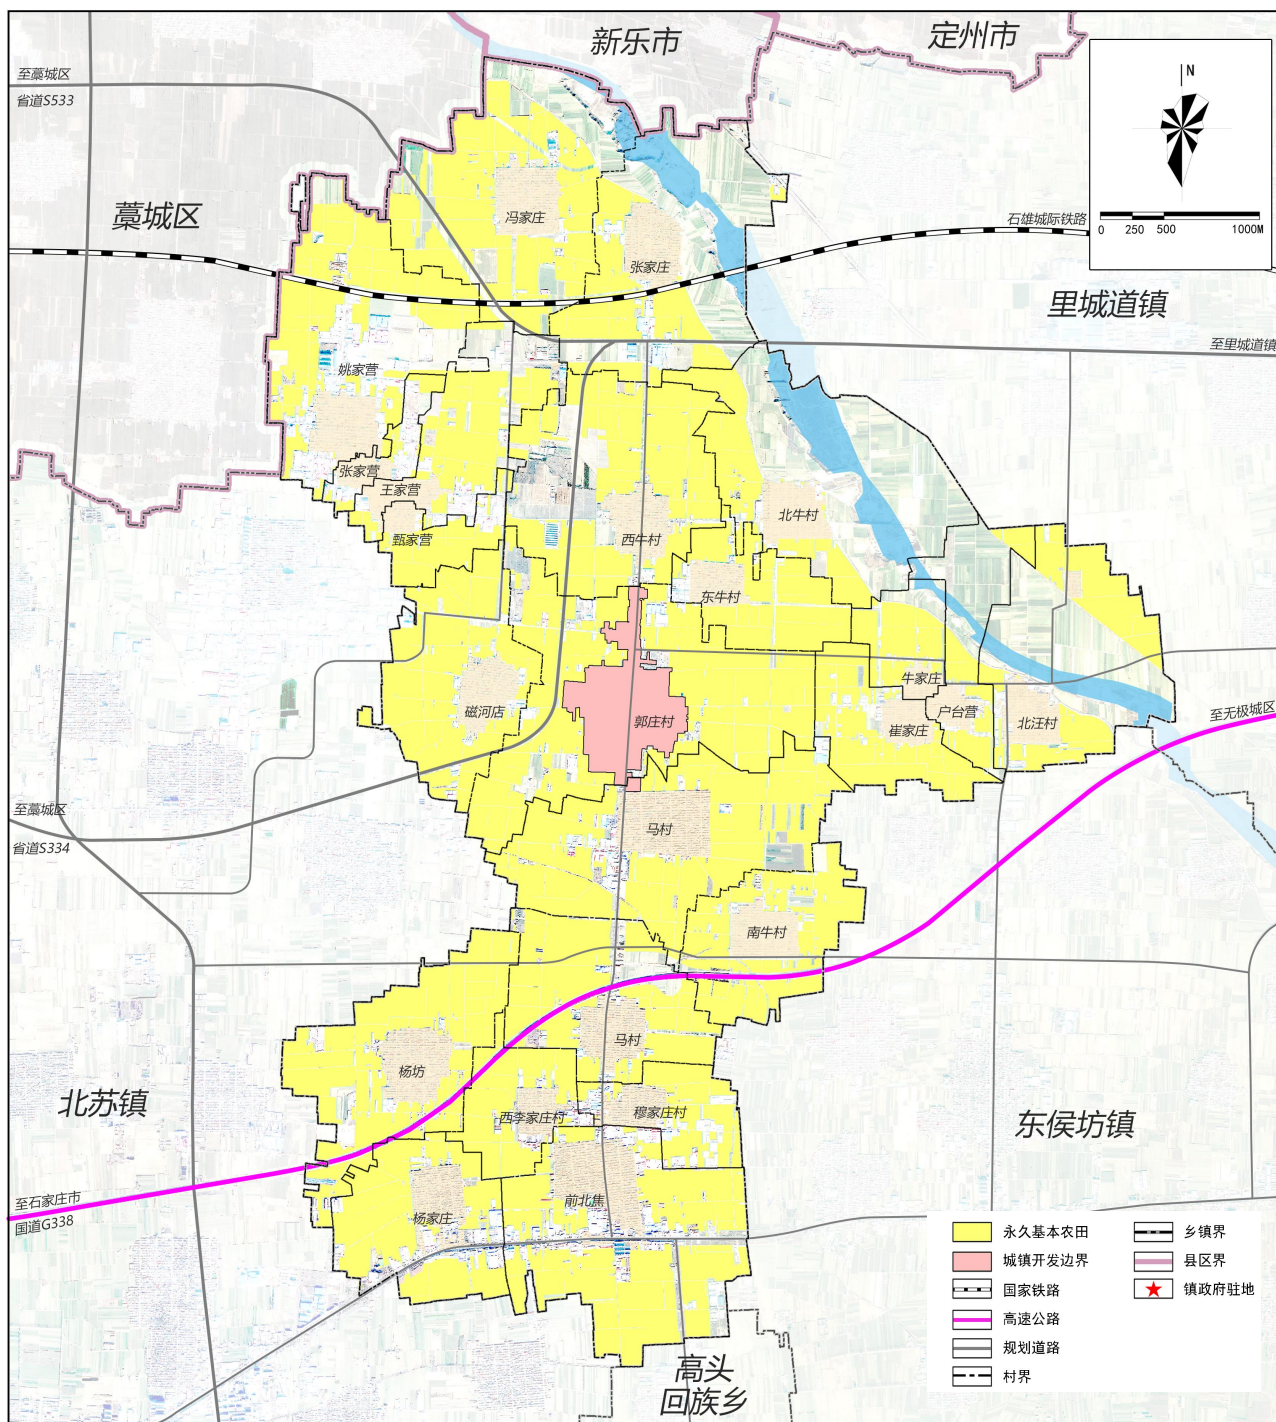 新乐市
定州市
至藁城区
省道S533
N
藁城区
冯家庄
石雄城际铁路
0 250 500 1000M
张家庄
里城道镇
至里城道镇
姚家营
张家营
王家营
甄家营
西牛村
北牛村
东牛村
牛家庄
磁河店
郭庄村
崔家庄
户台营
北汪村
至无极城区
至藁城区
省道S334
马村
南牛村
马村
杨坊
北苏镇
西李家庄村
穆家庄村
东侯坊镇
至石家庄市
国道G338
杨家庄
前北焦
高头
回族乡
永久基本农田
城镇开发边界
国家铁路
高速公路
规划道路
村界
乡镇界
县区界
镇政府驻地